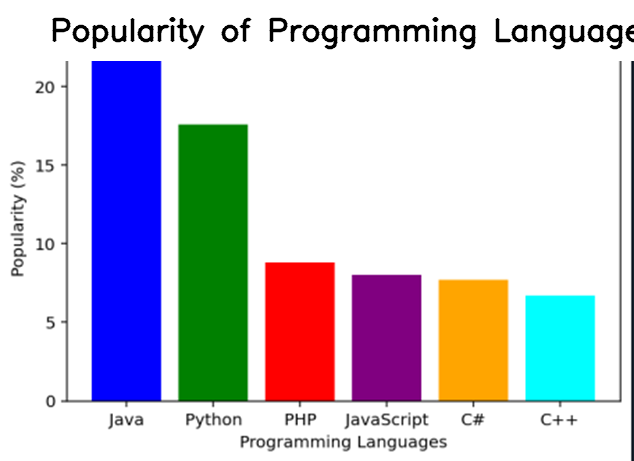 Popularity of Programming Language
20
15
10
5
0
Popularity (%)
Java Python PHP JavaScript C# C++
Programming Languages